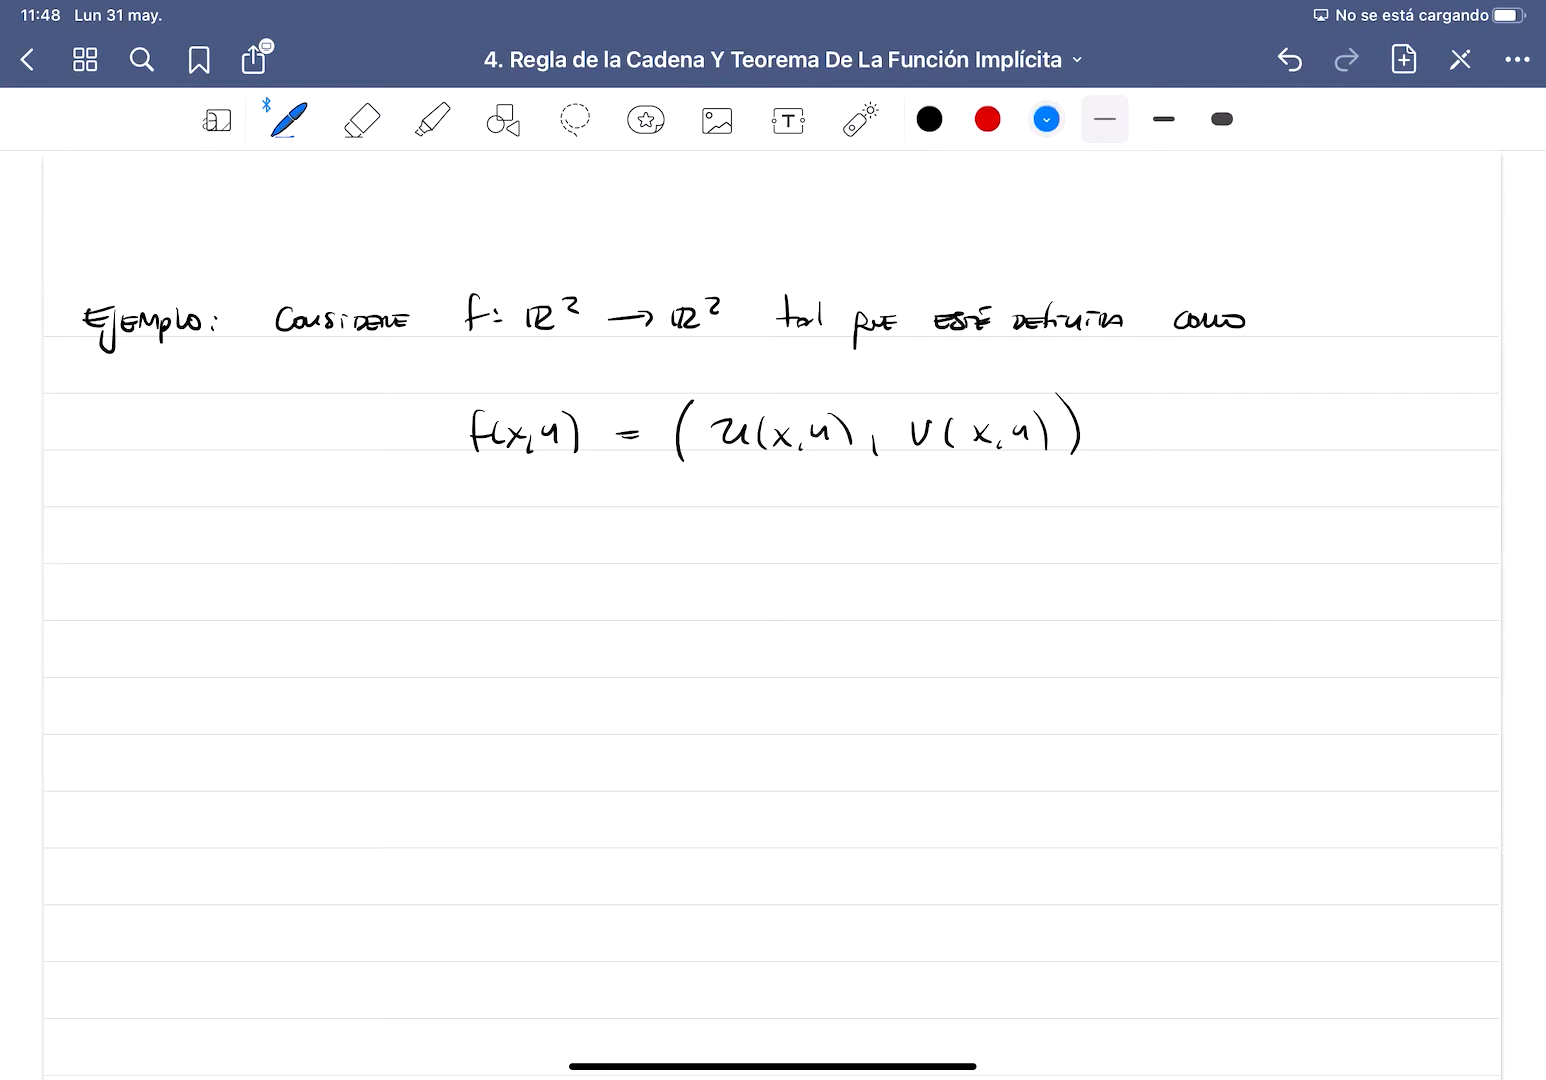 11:48 Lun 31 may. No se está cargando
4. Regla de la Cadena Y Teorema De La Función Implícita
T
Ejemplo: Considere f: ℝ² → ℝ² tal que esté definida como
f(x,y) = (u(x,y), v(x,y))